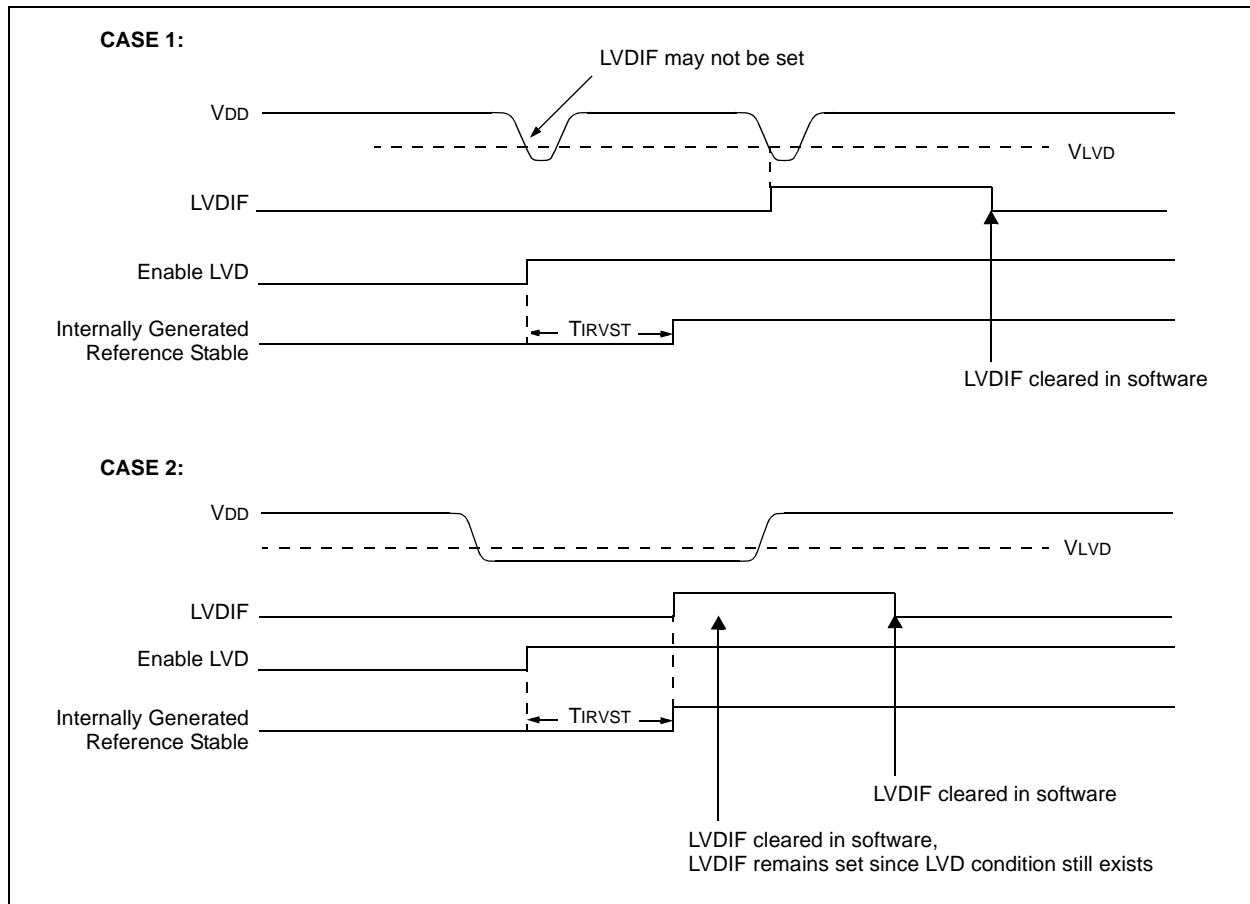 CASE 1:
LVDIF may not be set
VDD
VLVD
LVDIF
Enable LVD
Internally Generated
Reference Stable
TIRVST
LVDIF cleared in software
CASE 2:
VDD
VLVD
LVDIF
Enable LVD
Internally Generated
Reference Stable
TIRVST
LVDIF cleared in software
LVDIF cleared in software,
LVDIF remains set since LVD condition still exists